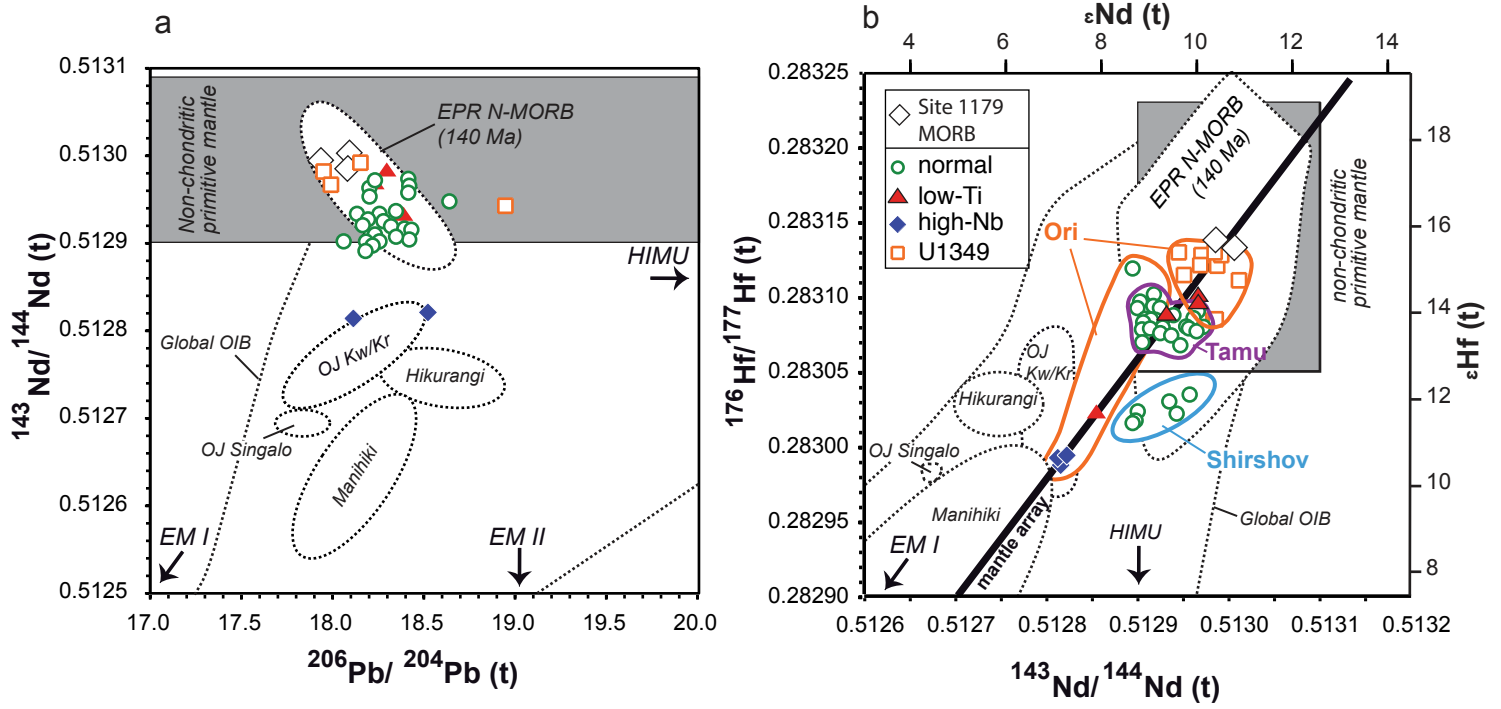 a
0.5131
0.5130
0.5129
0.5128
0.5127
0.5126
0.5125
143Nd/144Nd (t)
17.0
17.5
18.0
18.5
19.0
19.5
20.0
206Pb/ 204Pb (t)
Non-chondritic
primitive mantle
EPR N-MORB
(140 Ma)
HIMU
Global OIB
OJ Kw/Kr
Hikurangi
OJ Singalo
Manihiki
EM I
EM II
b
εNd (t)
4
6
8
10
12
14
0.28325
0.28320
0.28315
0.28310
0.28305
0.28300
0.28295
0.28290
176Hf/177Hf (t)
Site 1179
MORB
normal
low-Ti
high-Nb
U1349
EPR N-MORB
(140 Ma)
non-chondritic
primitive mantle
Ori
Tamu
Shirshov
OJ
Kw/Kr
Hikurangi
OJ Singalo
Manihiki
EM I
mantle array
HIMU
Global OIB
18
16
14
12
10
8
εHf (t)
0.5126
0.5127
0.5128
0.5129
0.5130
0.5131
0.5132
143Nd/144Nd (t)